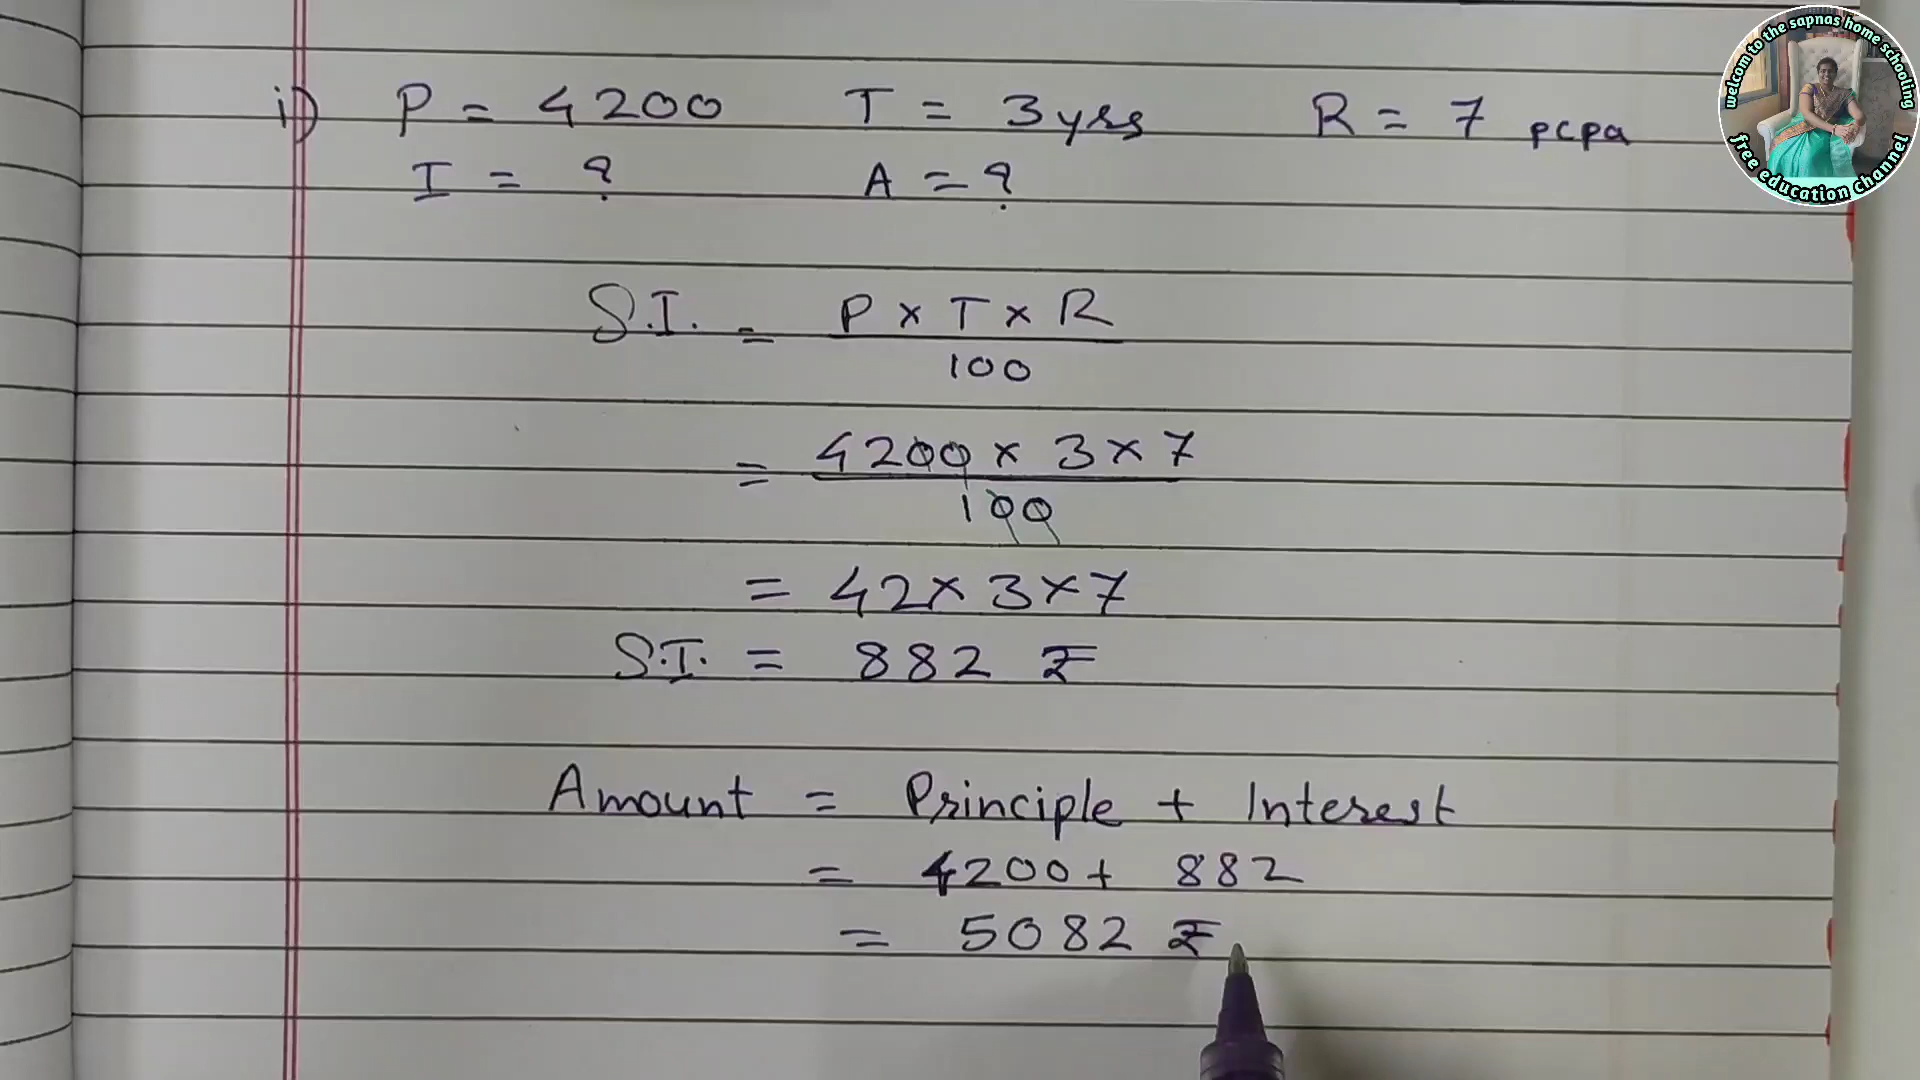 i) P = 4200 T = 3 yrs R = 7 pcpa
I = ? A = ?
S.I. = P × T × R
100
= 4200 × 3 × 7
100
= 42 × 3 × 7
S.I. = 882 ₹
Amount = Principle + Interest
= 4200 + 882
= 5082 ₹
welcom to the sapnas home schooling
free education channel